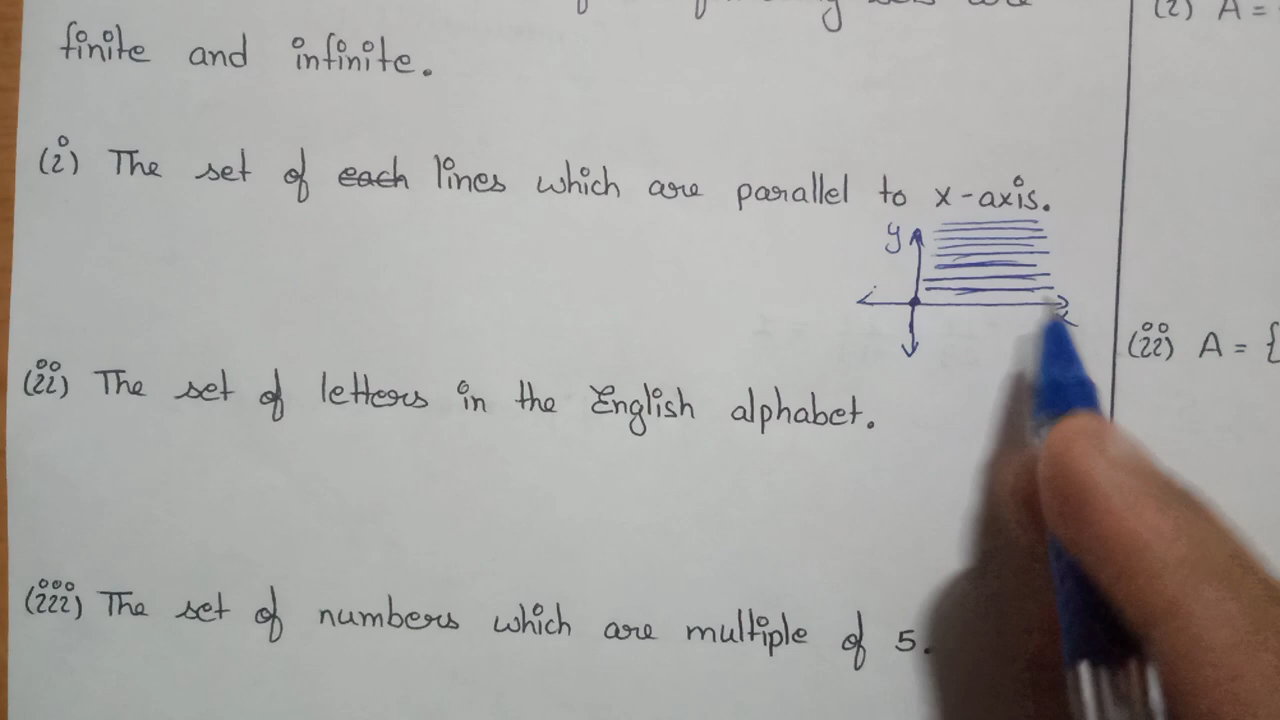 finite and infinite.
(i) The set of each lines which are parallel to x-axis.
y
(ii) The set of letters in the English alphabet.
(iii) The set of numbers which are multiple of 5.
(i) A =
(ii) A = {